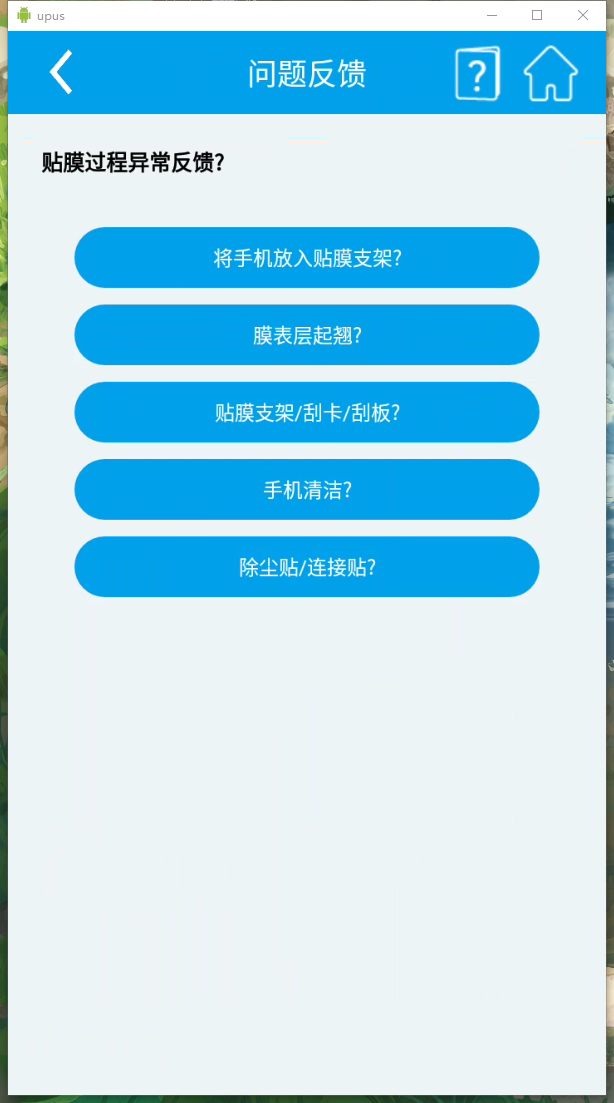 upus
问题反馈
?
贴膜过程异常反馈?
将手机放入贴膜支架?
膜表层起翘?
贴膜支架/刮卡/刮板?
手机清洁?
除尘贴/连接贴?